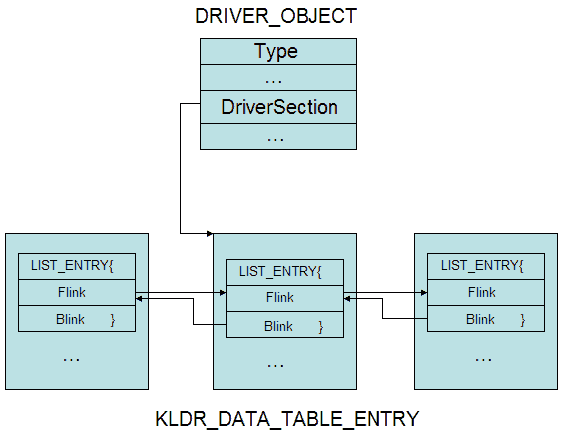 DRIVER_OBJECT
Type
...
DriverSection
...
LIST_ENTRY{
Flink
Blink }
...
LIST_ENTRY{
Flink
Blink }
...
LIST_ENTRY{
Flink
Blink }
...
KLDR_DATA_TABLE_ENTRY